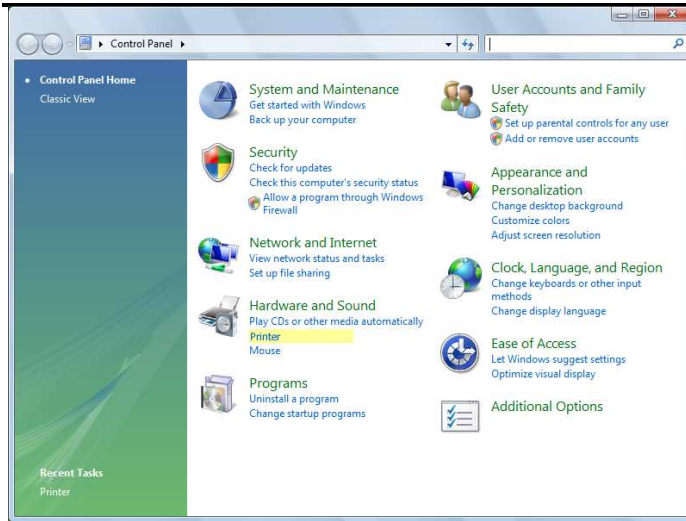 Control Panel
Control Panel Home
Classic View
System and Maintenance
Get started with Windows
Back up your computer
Security
Check for updates
Check this computer's security status
Allow a program through Windows
Firewall
Network and Internet
View network status and tasks
Set up file sharing
Hardware and Sound
Play CDs or other media automatically
Printer
Mouse
Programs
Uninstall a program
Change startup programs
User Accounts and Family
Safety
Set up parental controls for any user
Add or remove user accounts
Appearance and
Personalization
Change desktop background
Customize colors
Adjust screen resolution
Clock, Language, and Region
Change keyboards or other input
methods
Change display language
Ease of Access
Let Windows suggest settings
Optimize visual display
Additional Options
Recent Tasks
Printer